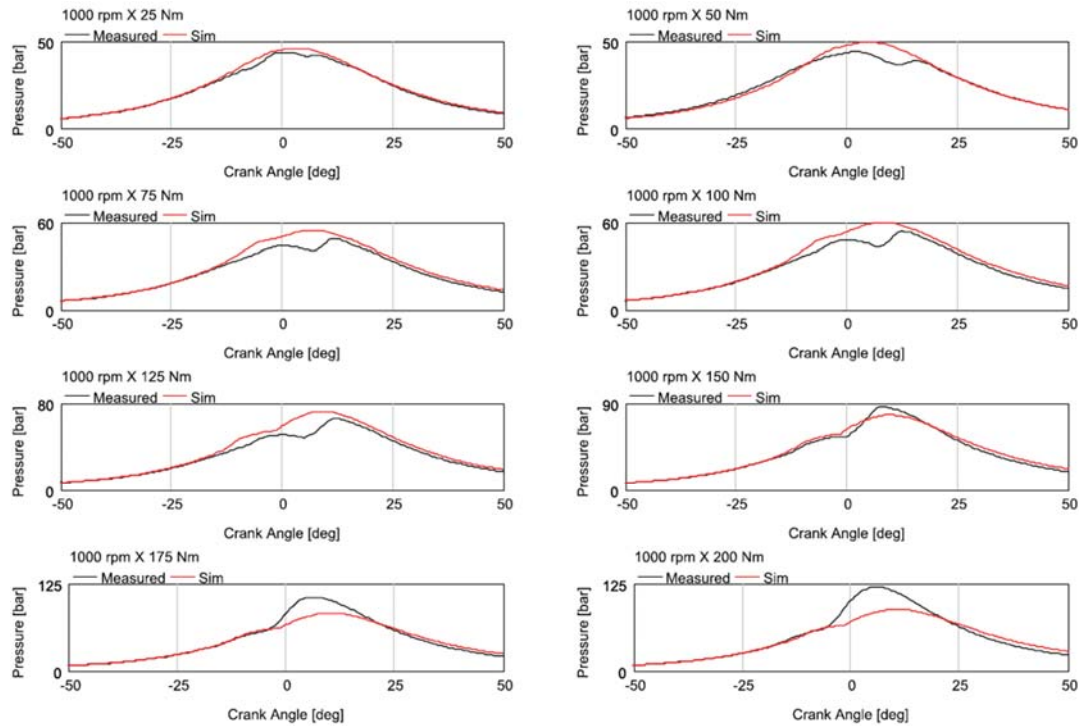 1000 rpm X 25 Nm
Measured Sim
50
Pressure [bar]
0
-50 -25 0 25 50
Crank Angle [deg]
1000 rpm X 50 Nm
Measured Sim
50
Pressure [bar]
0
-50 -25 0 25 50
Crank Angle [deg]
1000 rpm X 75 Nm
Measured Sim
60
Pressure [bar]
0
-50 -25 0 25 50
Crank Angle [deg]
1000 rpm X 100 Nm
Measured Sim
60
Pressure [bar]
0
-50 -25 0 25 50
Crank Angle [deg]
1000 rpm X 125 Nm
Measured Sim
80
Pressure [bar]
0
-50 -25 0 25 50
Crank Angle [deg]
1000 rpm X 150 Nm
Measured Sim
90
Pressure [bar]
0
-50 -25 0 25 50
Crank Angle [deg]
1000 rpm X 175 Nm
Measured Sim
125
Pressure [bar]
0
-50 -25 0 25 50
Crank Angle [deg]
1000 rpm X 200 Nm
Measured Sim
125
Pressure [bar]
0
-50 -25 0 25 50
Crank Angle [deg]